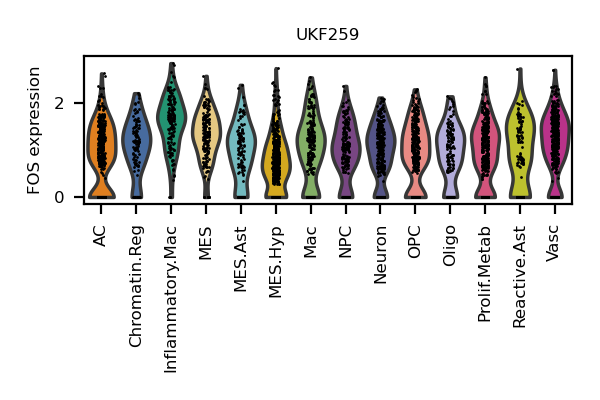 UKF259
FOS expression
2
0
AC
Chromatin.Reg
Inflammatory.Mac
MES
MES.Ast
MES.Hyp
Mac
NPC
Neuron
OPC
Oligo
Prolif.Metab
Reactive.Ast
Vasc